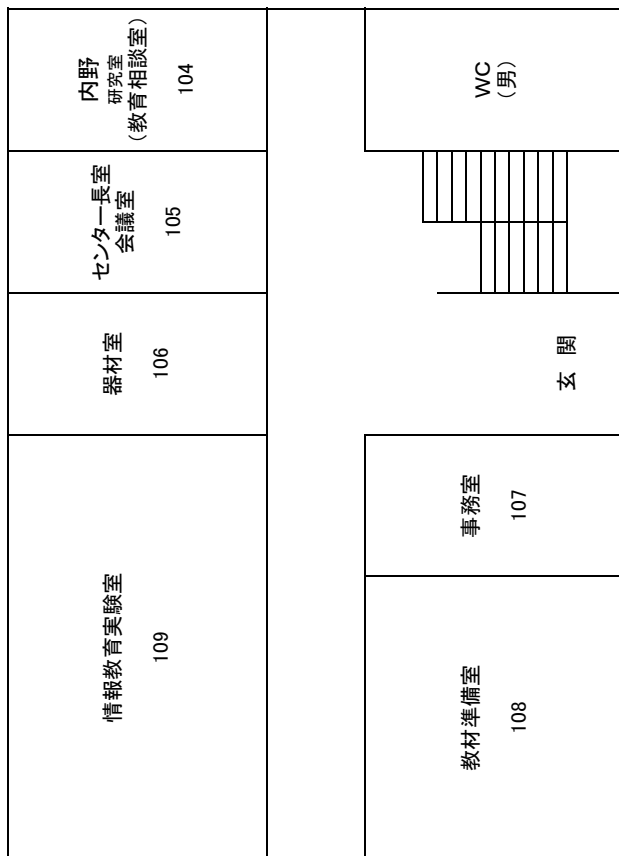 内野
研究室
（教育相談室）
104
センター長室
会議室
105
器材室
106
情報教育実験室
109
WC
（男）
玄 関
事務室
107
教材準備室
108